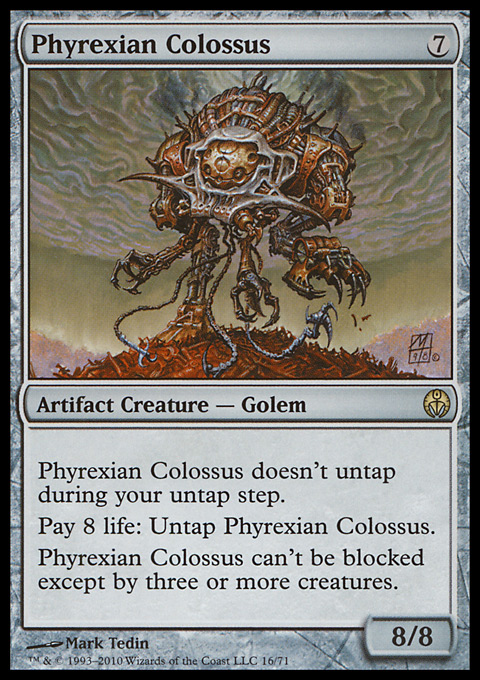 Phyrexian Colossus 7
Artifact Creature — Golem
Phyrexian Colossus doesn't untap
during your untap step.
Pay 8 life: Untap Phyrexian Colossus.
Phyrexian Colossus can't be blocked
except by three or more creatures.
8/8
Mark Tedin
™ & © 1993–2010 Wizards of the Coast LLC 16/71